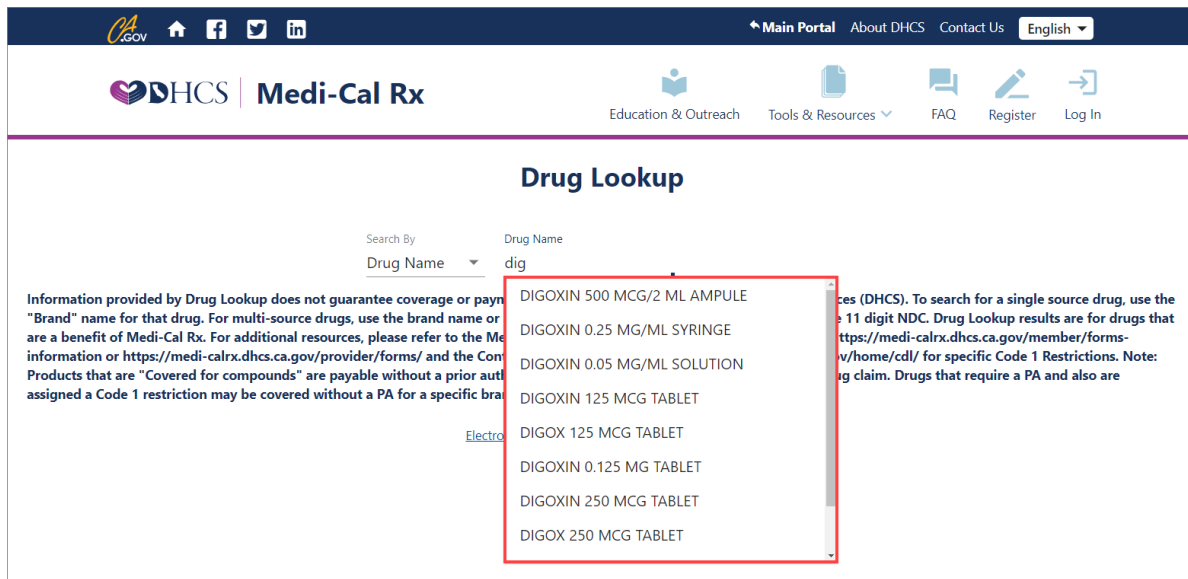 CA.GOV
Main Portal About DHCS Contact Us English
DHCS Medi-Cal Rx
Education & Outreach Tools & Resources FAQ Register Log In
Drug Lookup
Search By Drug Name
Drug Name dig
Information provided by Drug Lookup does not guarantee coverage or payn ces (DHCS). To search for a single source drug, use the
"Brand" name for that drug. For multi-source drugs, use the brand name or 11 digit NDC. Drug Lookup results are for drugs that
are a benefit of Medi-Cal Rx. For additional resources, please refer to the Me ttps://medi-calrx.dhcs.ca.gov/member/forms-
information or https://medi-calrx.dhcs.ca.gov/provider/forms/ and the Con v/home/cdl/ for specific Code 1 Restrictions. Note:
Products that are "Covered for compounds" are payable without a prior auth ug claim. Drugs that require a PA and also are
assigned a Code 1 restriction may be covered without a PA for a specific bra
Electro
DIGOXIN 500 MCG/2 ML AMPULE
DIGOXIN 0.25 MG/ML SYRINGE
DIGOXIN 0.05 MG/ML SOLUTION
DIGOXIN 125 MCG TABLET
DIGOX 125 MCG TABLET
DIGOXIN 0.125 MG TABLET
DIGOXIN 250 MCG TABLET
DIGOX 250 MCG TABLET